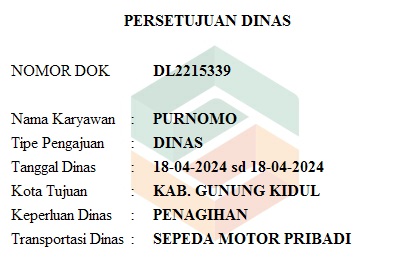 PERSETUJUAN DINAS
NOMOR DOK DL2215339
Nama Karyawan : PURNOMO
Tipe Pengajuan : DINAS
Tanggal Dinas : 18-04-2024 sd 18-04-2024
Kota Tujuan : KAB. GUNUNG KIDUL
Keperluan Dinas : PENAGIHAN
Transportasi Dinas : SEPEDA MOTOR PRIBADI